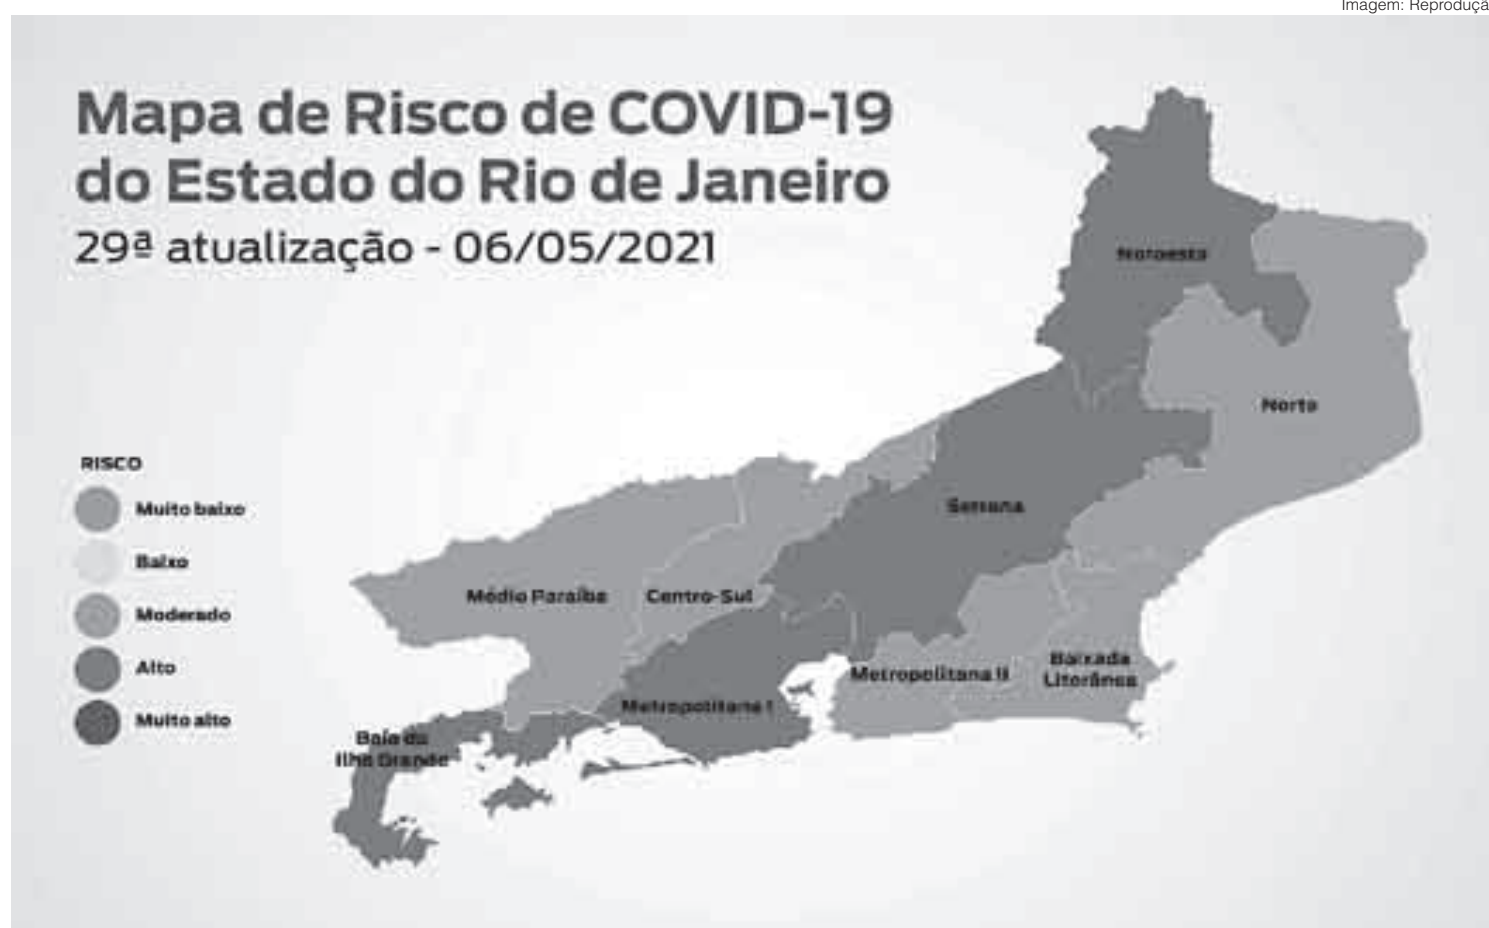 Imagem: Reproduçã
Mapa de Risco de COVID-19
do Estado do Rio de Janeiro
29ª atualização - 06/05/2021
Noroeste
Norte
RISCO
Muito baixo
Baixo
Moderado
Alto
Muito alto
Serrana
Médio Paraíba
Centro-Sul
Metropolitana II
Baixada
Litorânea
Metropolitana I
Baía da
Ilha Grande